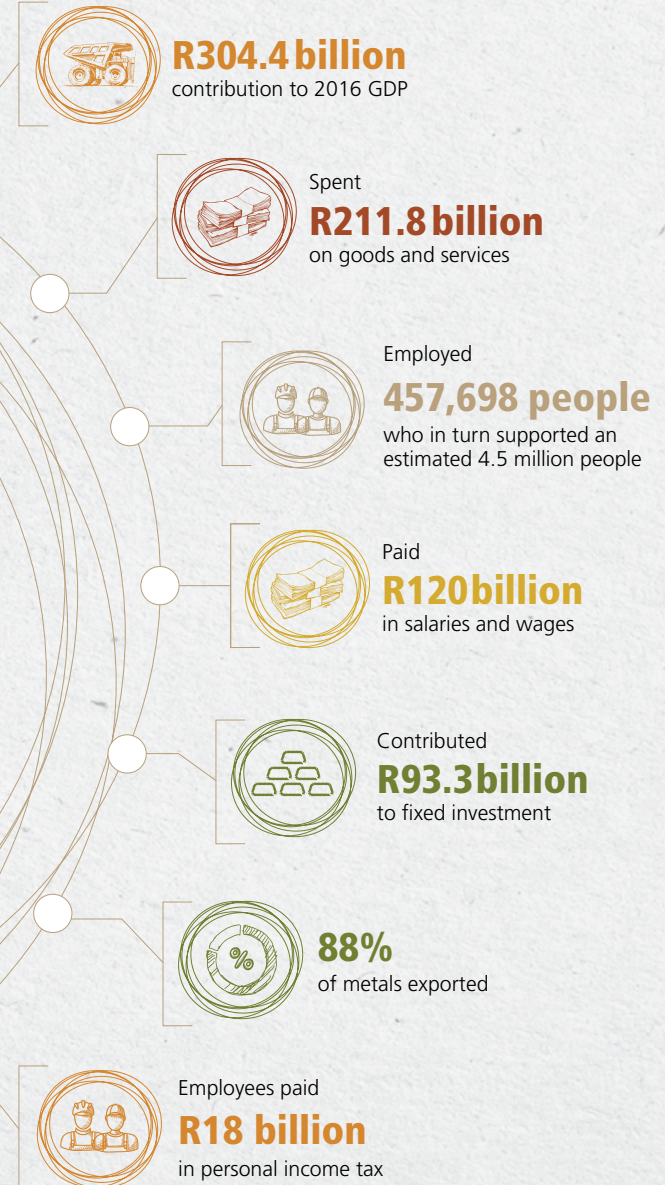 R304.4 billion
contribution to 2016 GDP
Spent
R211.8 billion
on goods and services
Employed
457,698 people
who in turn supported an
estimated 4.5 million people
Paid
R120 billion
in salaries and wages
Contributed
R93.3 billion
to fixed investment
%
88%
of metals exported
Employees paid
R18 billion
in personal income tax